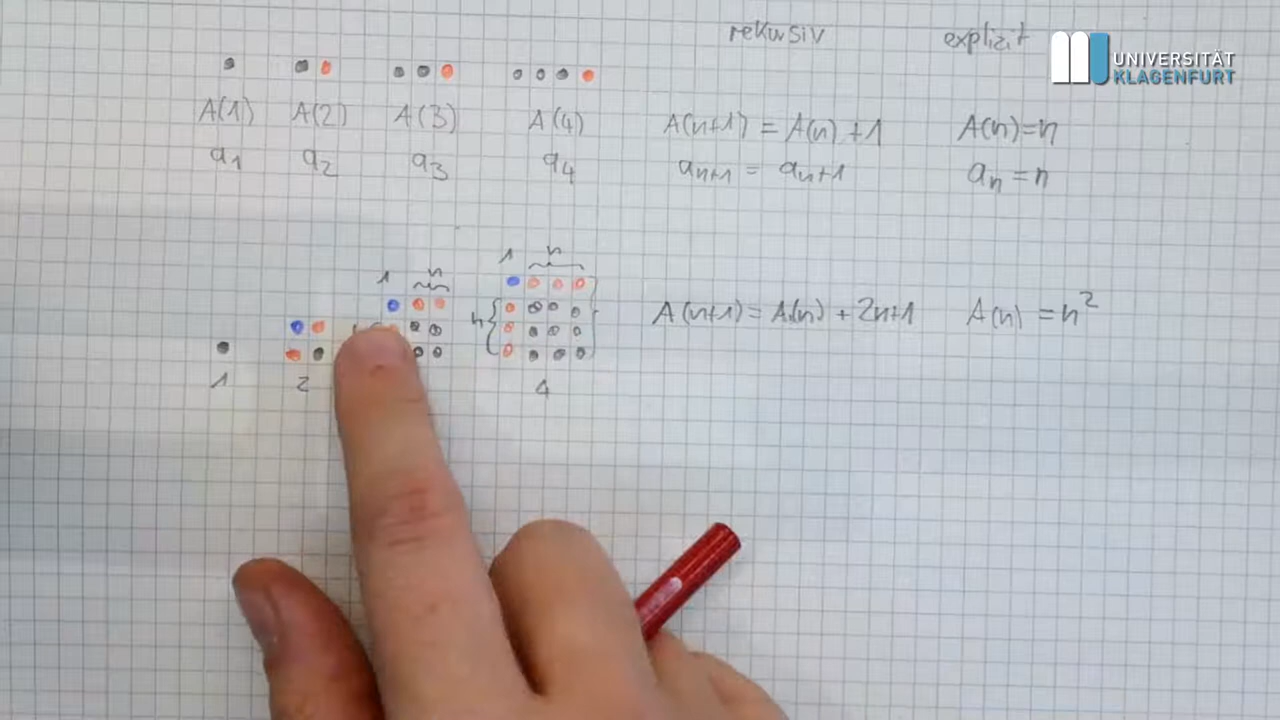 rekursiv explizit
UNIVERSITÄT
KLAGENFURT
A(1) A(2) A(3) A(4) A(n+1) = A(n) +1 A(n)=n
a₁ a₂ a₃ a₄ aₙ₊₁ = aₙ+1 aₙ = n
1 n
1 n
n A(n+1) = A(n) + 2n+1 A(n) = n²
1 2 4